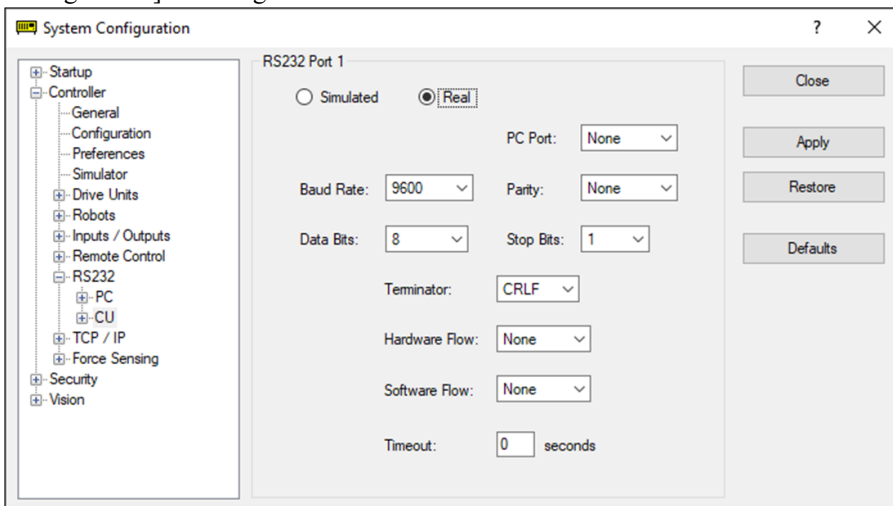 System Configuration
?
Startup
Controller
General
Configuration
Preferences
Simulator
Drive Units
Robots
Inputs / Outputs
Remote Control
RS232
PC
CU
TCP / IP
Force Sensing
Security
Vision
RS232 Port 1
Simulated Real
PC Port: None
Baud Rate: 9600 Parity: None
Data Bits: 8 Stop Bits: 1
Terminator: CRLF
Hardware Flow: None
Software Flow: None
Timeout: 0 seconds
Close
Apply
Restore
Defaults